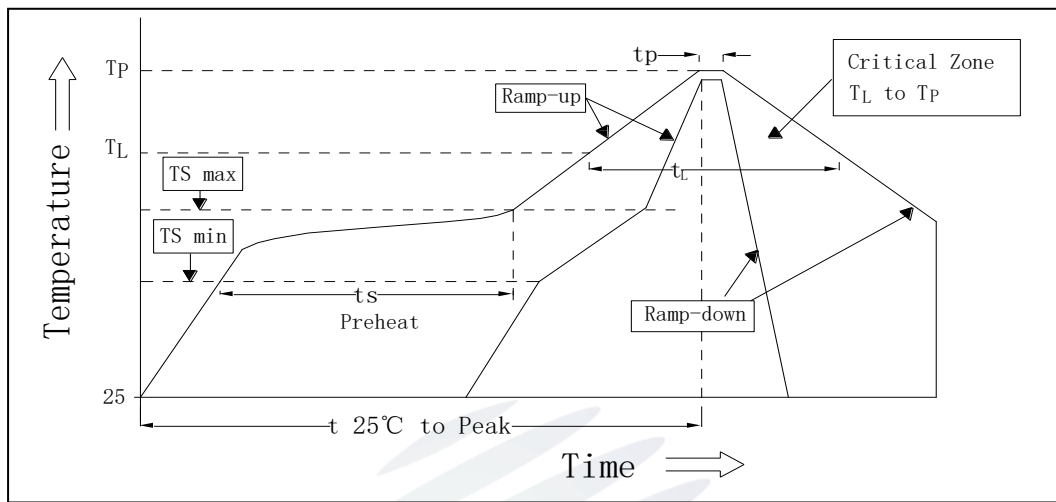 tp
TP
Critical Zone
TL to TP
Ramp-up
TL
TS max
tL
TS min
ts
Preheat
Ramp-down
Temperature
25
t 25℃ to Peak
Time